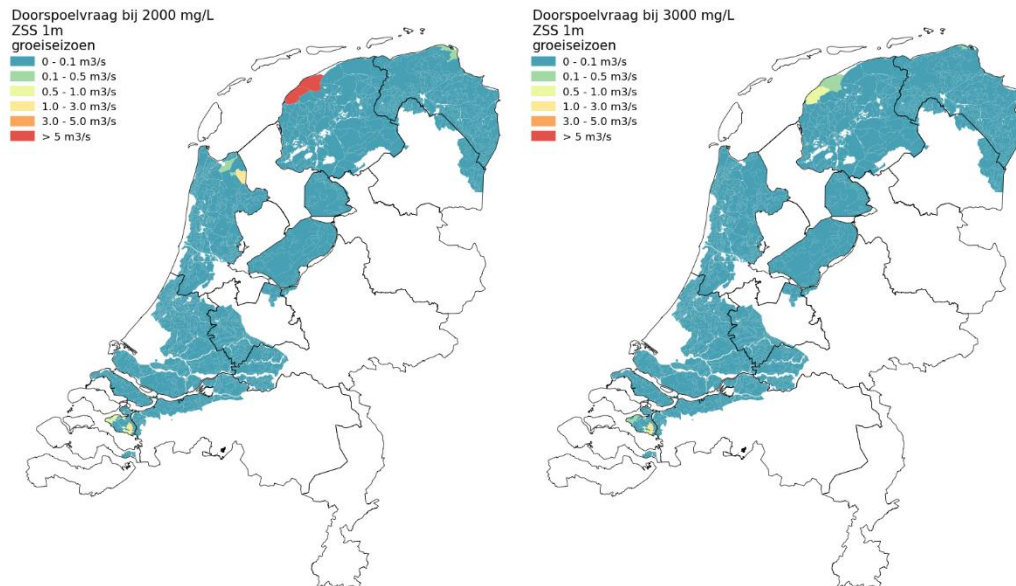 Doorspoelvraag bij 2000 mg/L
ZSS 1m
groeiseizoen
0 - 0.1 m3/s
0.1 - 0.5 m3/s
0.5 - 1.0 m3/s
1.0 - 3.0 m3/s
3.0 - 5.0 m3/s
> 5 m3/s
Doorspoelvraag bij 3000 mg/L
ZSS 1m
groeiseizoen
0 - 0.1 m3/s
0.1 - 0.5 m3/s
0.5 - 1.0 m3/s
1.0 - 3.0 m3/s
3.0 - 5.0 m3/s
> 5 m3/s